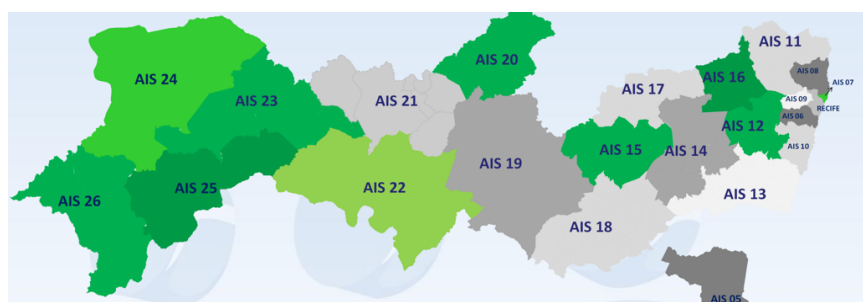 AIS 11
AIS 20
AIS 08
AIS 24
AIS 16
AIS 07
AIS 17
AIS 23
AIS 21
AIS 09
RECIFE
AIS 06
AIS 12
AIS 10
AIS 15
AIS 14
AIS 19
AIS 25
AIS 22
AIS 13
AIS 26
AIS 18
AIS 05